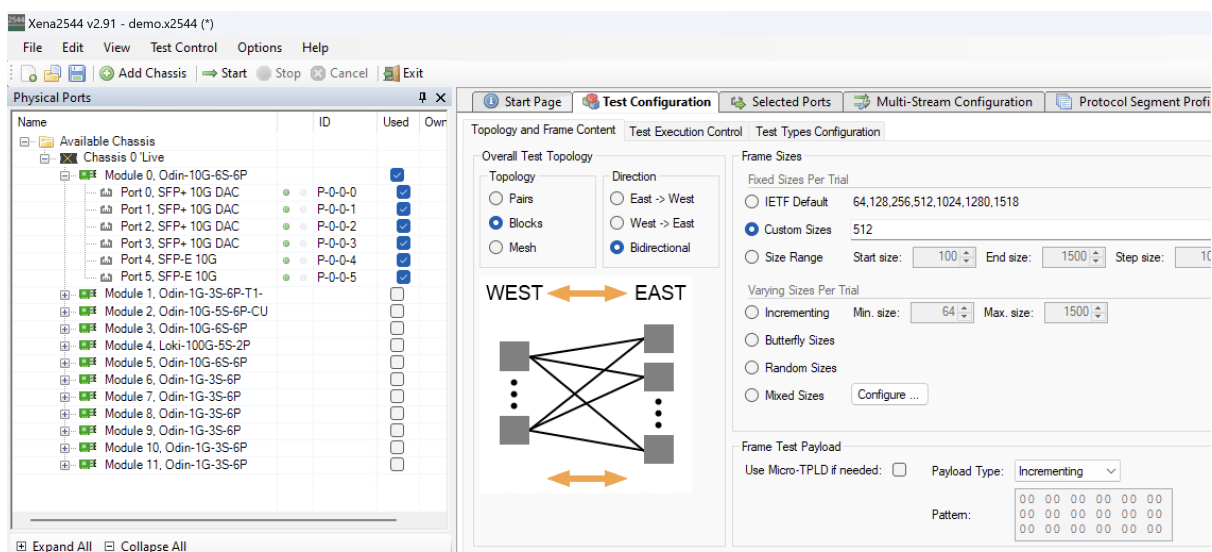 2544 Xena2544 v2.91 - demo.x2544 (*)
File Edit View Test Control Options Help
Add Chassis Start Stop Cancel Exit
Physical Ports
Name ID Used Own
Available Chassis
Chassis 0 'Live
Module 0, Odin-10G-6S-6P
Port 0, SFP+ 10G DAC P-0-0-0
Port 1, SFP+ 10G DAC P-0-0-1
Port 2, SFP+ 10G DAC P-0-0-2
Port 3, SFP+ 10G DAC P-0-0-3
Port 4, SFP-E 10G P-0-0-4
Port 5, SFP-E 10G P-0-0-5
Module 1, Odin-1G-3S-6P-T1-
Module 2, Odin-10G-5S-6P-CU
Module 3, Odin-10G-6S-6P
Module 4, Loki-100G-5S-2P
Module 5, Odin-10G-6S-6P
Module 6, Odin-1G-3S-6P
Module 7, Odin-1G-3S-6P
Module 8, Odin-1G-3S-6P
Module 9, Odin-1G-3S-6P
Module 10, Odin-1G-3S-6P
Module 11, Odin-1G-3S-6P
Expand All Collapse All
Start Page Test Configuration Selected Ports Multi-Stream Configuration Protocol Segment Profi
Topology and Frame Content Test Execution Control Test Types Configuration
Overall Test Topology
Topology Direction
Pairs East -> West
Blocks West -> East
Mesh Bidirectional
WEST EAST
Frame Sizes
Fixed Sizes Per Trial
IETF Default 64,128,256,512,1024,1280,1518
Custom Sizes 512
Size Range Start size: 100 End size: 1500 Step size: 10
Varying Sizes Per Trial
Incrementing Min. size: 64 Max. size: 1500
Butterfly Sizes
Random Sizes
Mixed Sizes Configure ...
Frame Test Payload
Use Micro-TPLD if needed: Payload Type: Incrementing
Pattern:
00 00 00 00 00 00
00 00 00 00 00 00
00 00 00 00 00 00